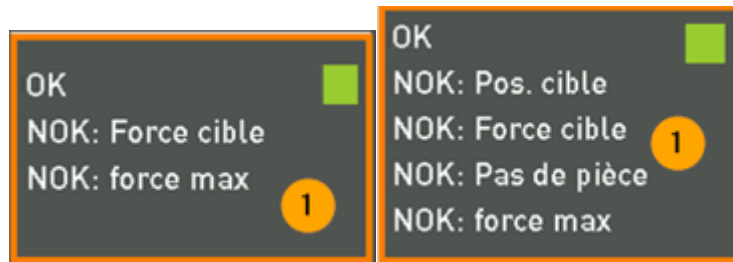 OK
NOK: Force cible
NOK: force max
1
OK
NOK: Pos. cible
NOK: Force cible
1
NOK: Pas de pièce
NOK: force max